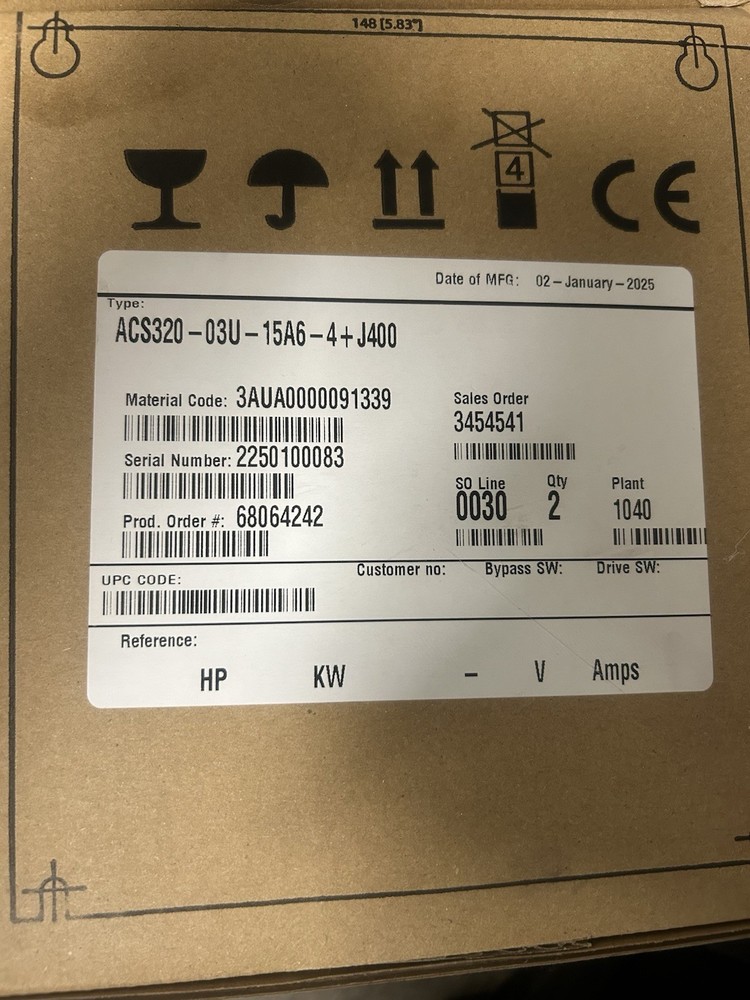 148 [5.83"]
4
CE
Date of MFG: 02-January-2025
Type:
ACS320-03U-15A6-4+J400
Material Code: 3AUA0000091339
Serial Number: 2250100083
Prod. Order #: 68064242
Sales Order
3454541
SO Line Qty Plant
0030 2 1040
UPC CODE:
Customer no: Bypass SW: Drive SW:
Reference:
HP KW - V Amps